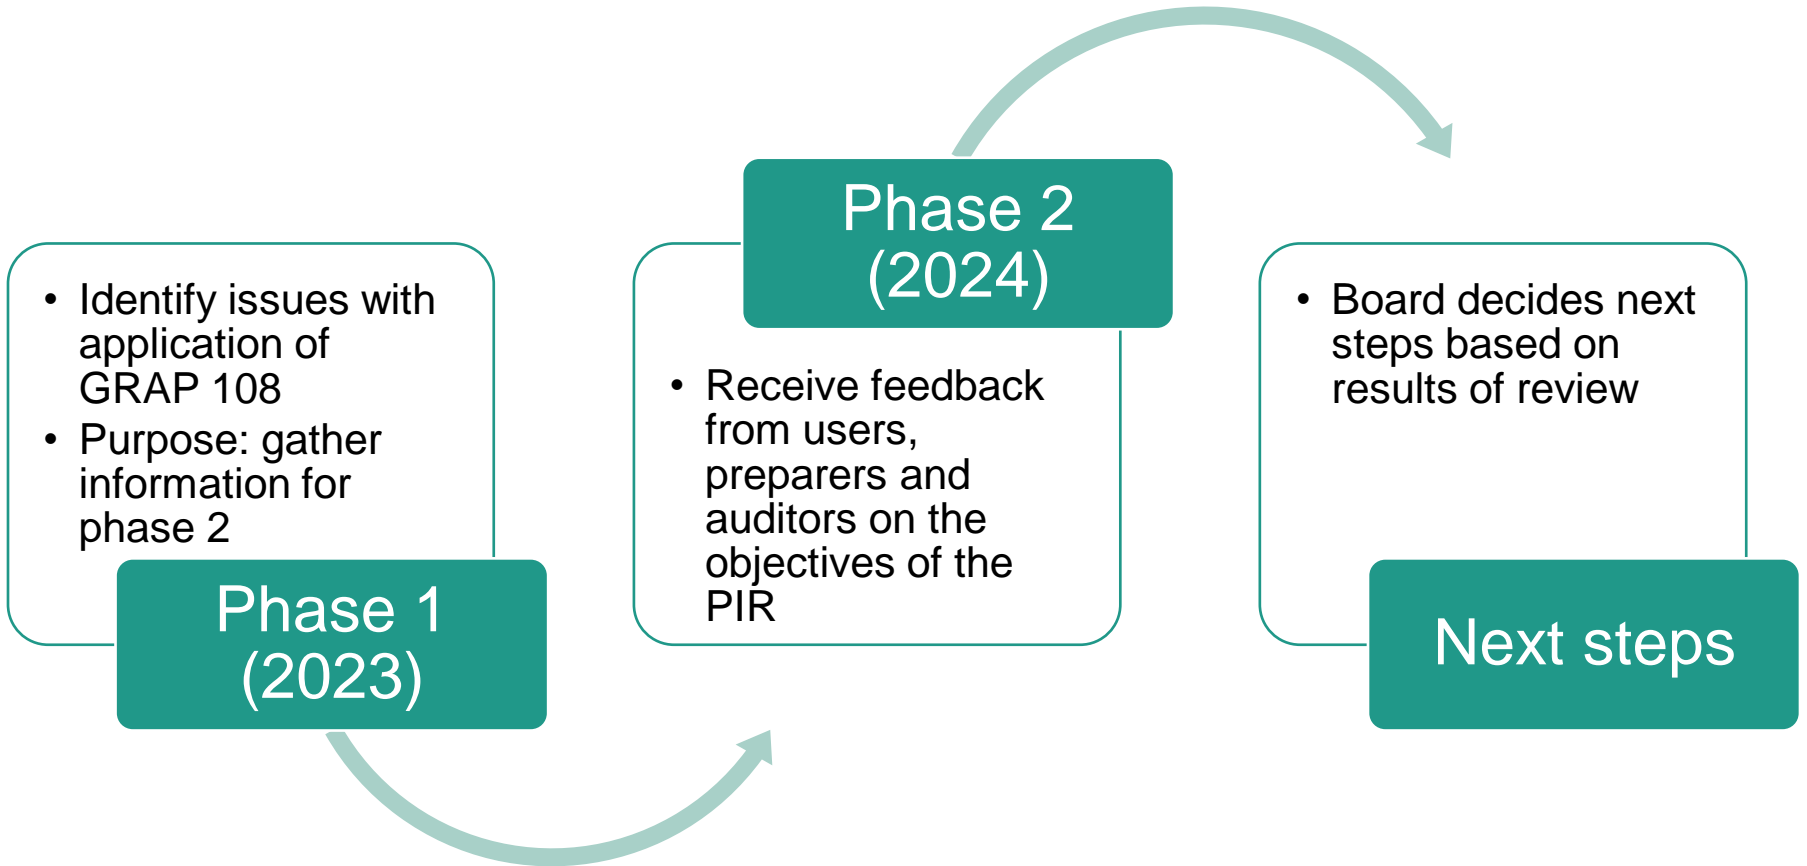 • Identify issues with
application of
GRAP 108
• Purpose: gather
information for
phase 2
Phase 1
(2023)
Phase 2
(2024)
• Receive feedback
from users,
preparers and
auditors on the
objectives of the
PIR
• Board decides next
steps based on
results of review
Next steps